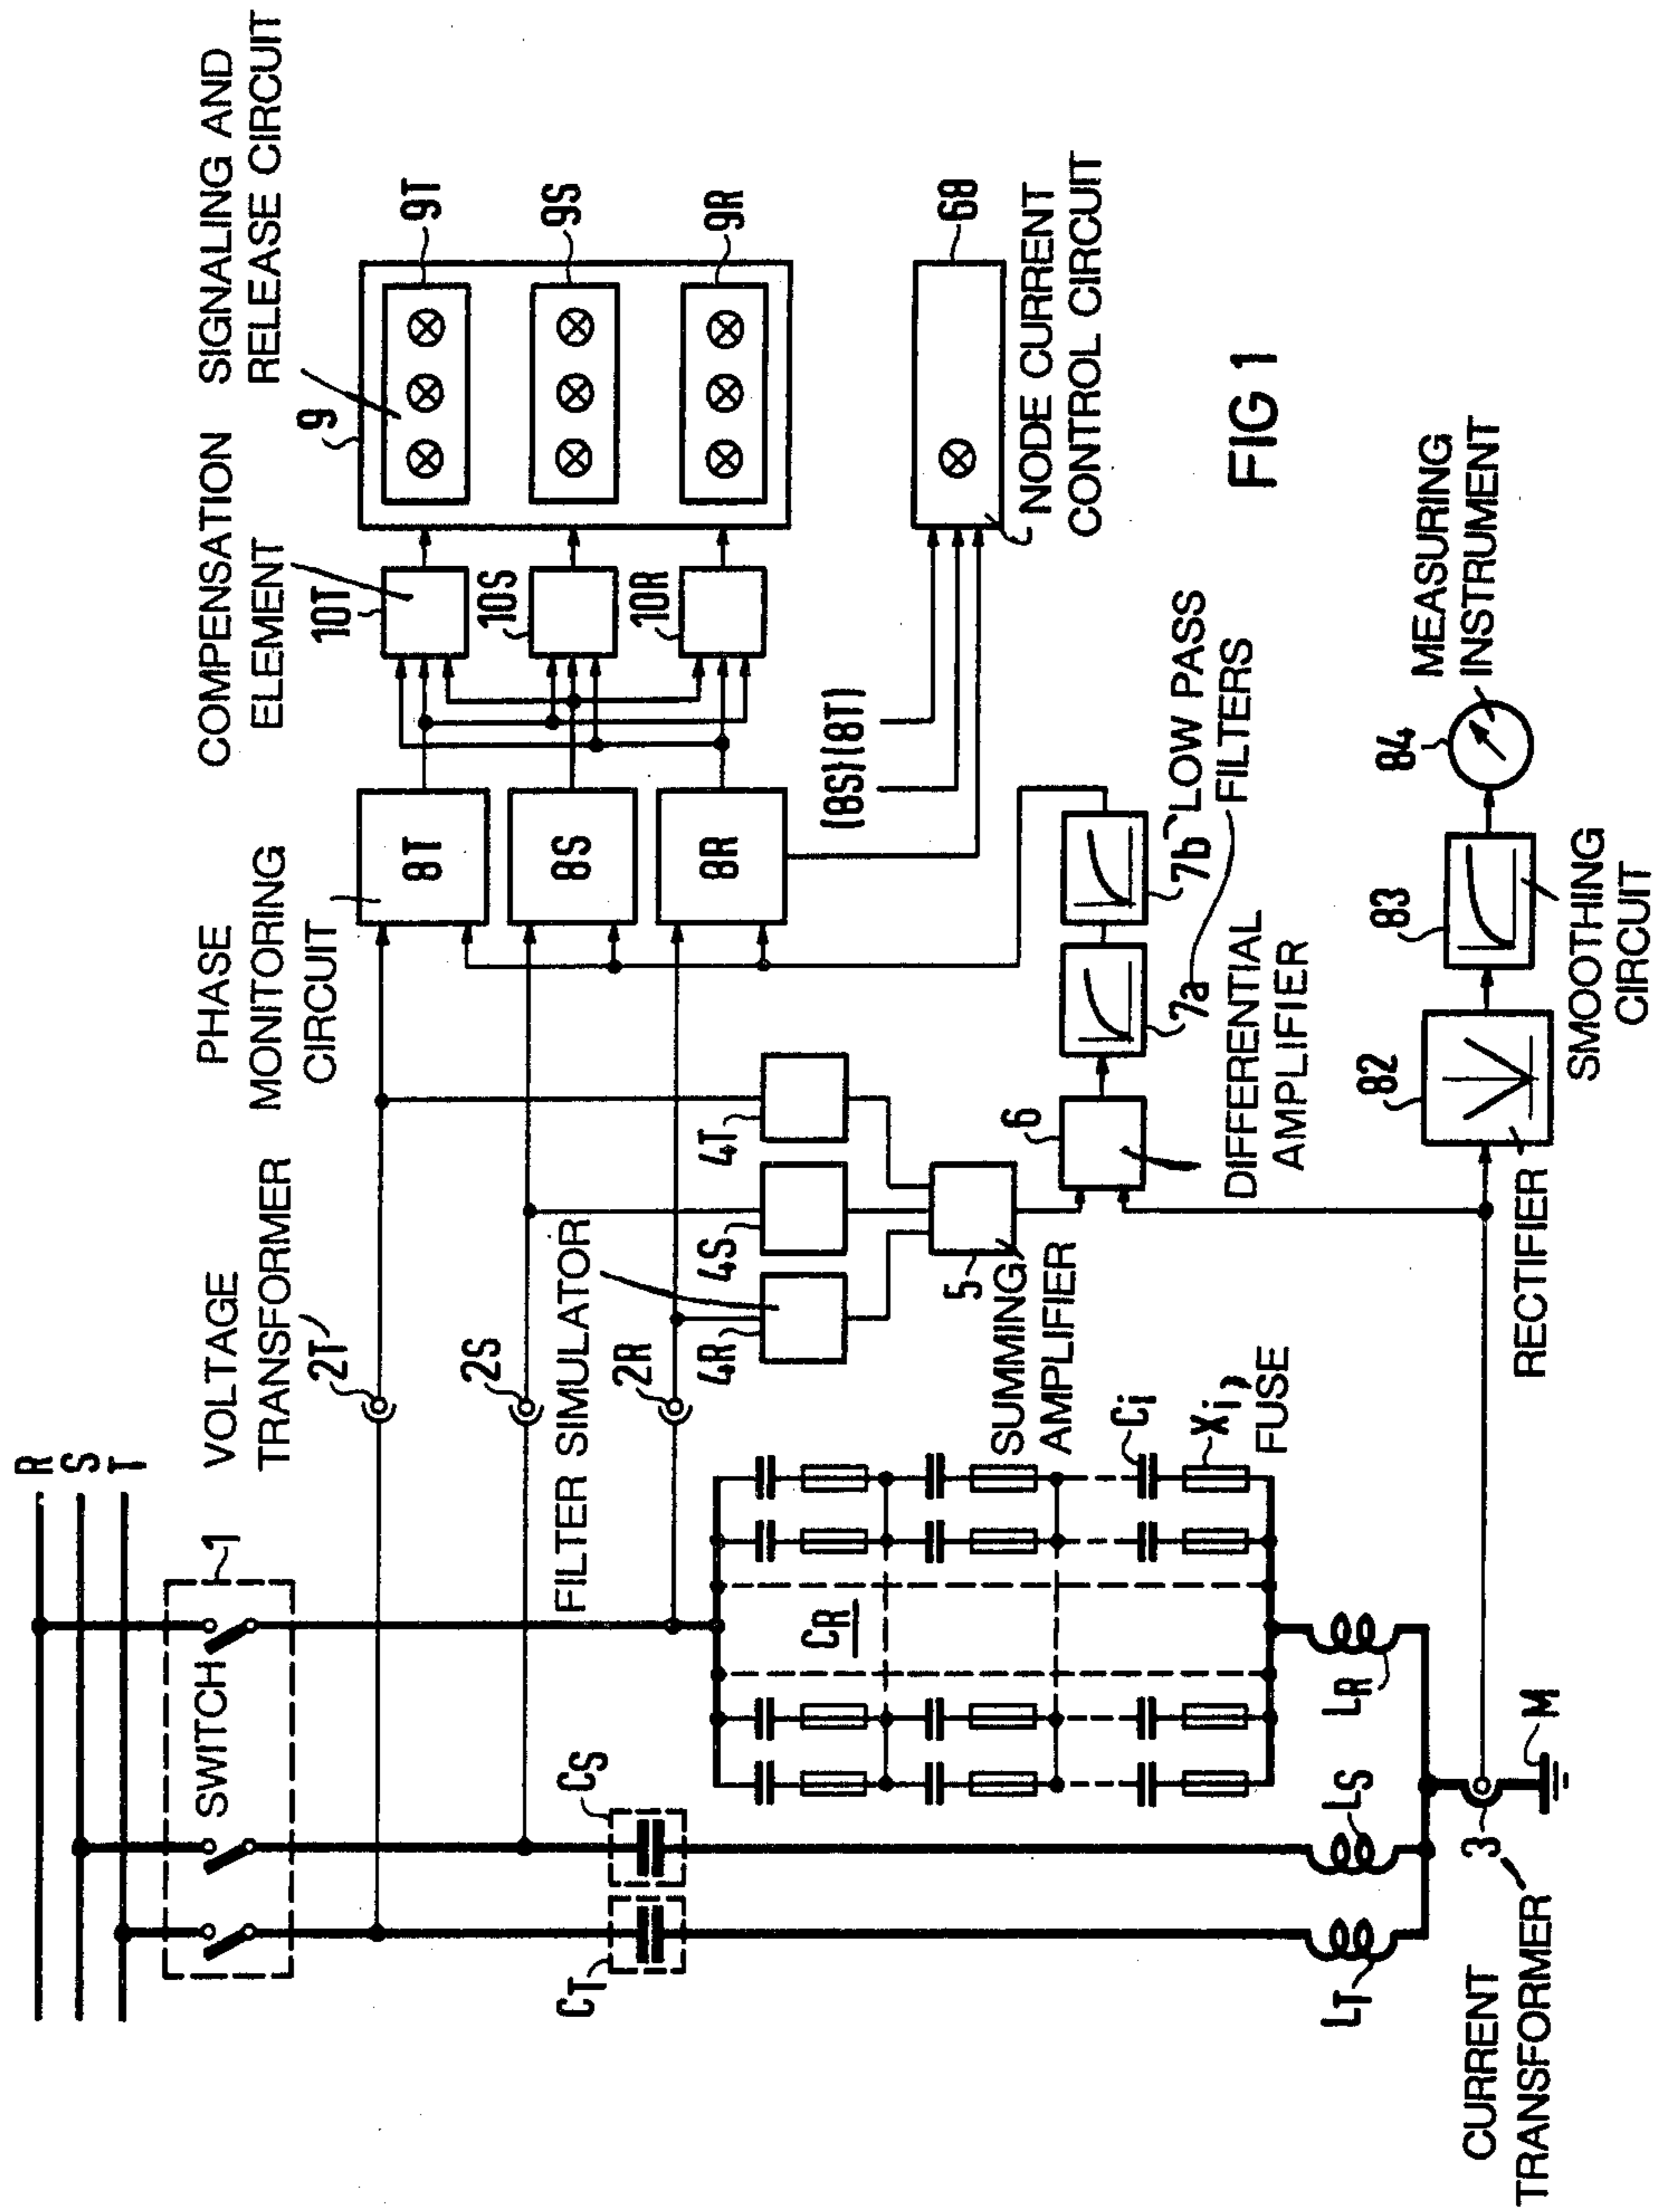 R
S
T
1
SWITCH
VOLTAGE
TRANSFORMER
2T
2S
2R
PHASE
MONITORING
CIRCUIT
8T
8S
8R
COMPENSATION
ELEMENT
10T
10S
10R
SIGNALING AND
RELEASE CIRCUIT
9
9T
9S
9R
(8S)(8T)
68
NODE CURRENT
CONTROL CIRCUIT
FILTER SIMULATOR
4R
4S
4T
5
SUMMING
AMPLIFIER
6
DIFFERENTIAL
AMPLIFIER
7a
7b
LOW PASS
FILTERS
CT
CS
CR
Ci
Xi
FUSE
LT
LS
LR
3
M
CURRENT
TRANSFORMER
RECTIFIER
82
SMOOTHING
CIRCUIT
83
84
MEASURING
INSTRUMENT
FIG 1